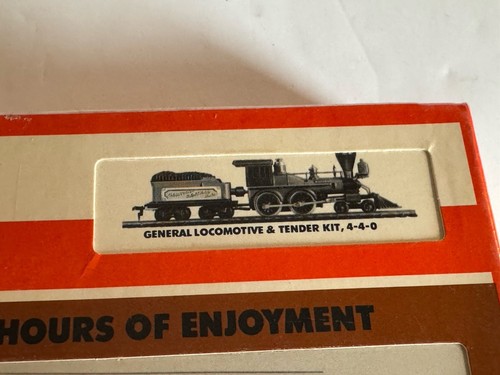 GENERAL LOCOMOTIVE & TENDER KIT, 4-4-0
HOURS OF ENJOYMENT